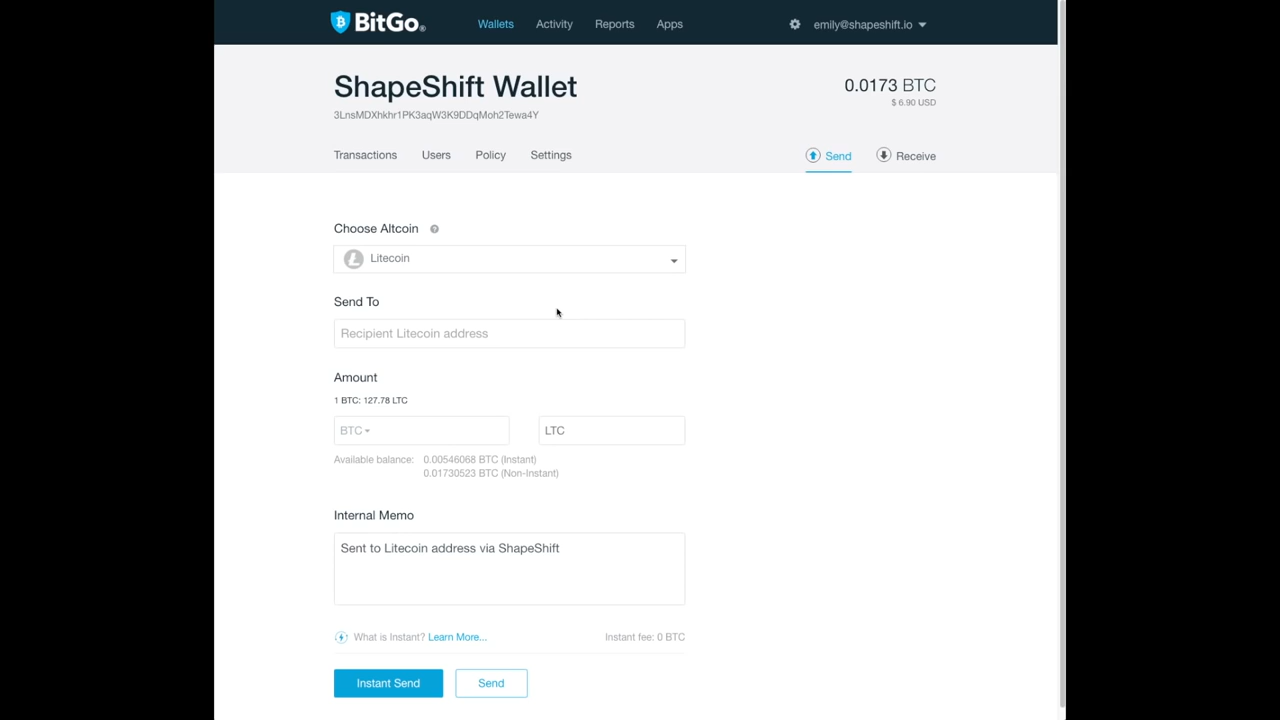 BitGo®
Wallets Activity Reports Apps emily@shapeshift.io
ShapeShift Wallet
0.0173 BTC
$ 6.90 USD
3LnsMDXhkhr1PK3aqW3K9DDqMoh2Tewa4Y
Transactions Users Policy Settings Send Receive
Choose Altcoin ?
Litecoin
Send To
Recipient Litecoin address
Amount
1 BTC: 127.78 LTC
BTC LTC
Available balance: 0.00546068 BTC (Instant)
0.01730523 BTC (Non-Instant)
Internal Memo
Sent to Litecoin address via ShapeShift
What is Instant? Learn More... Instant fee: 0 BTC
Instant Send Send